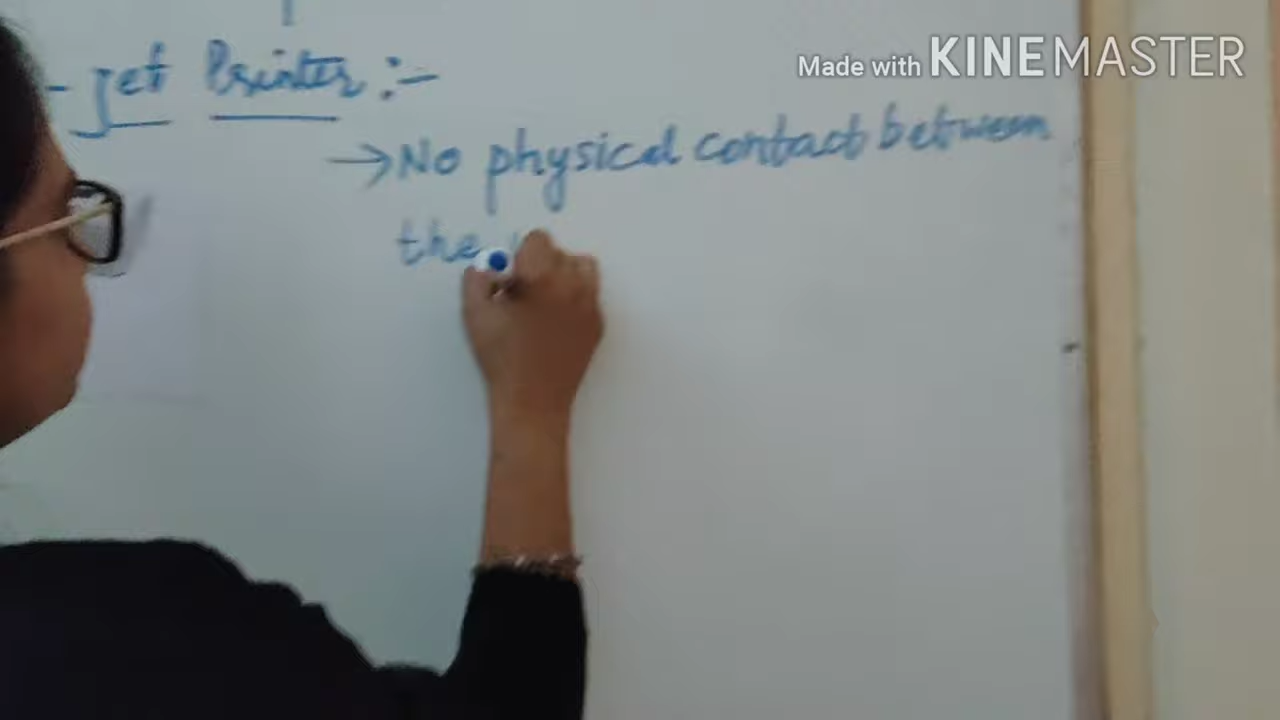 Made with KINEMASTER
- Jet Printer :-
→ No physical contact between
the